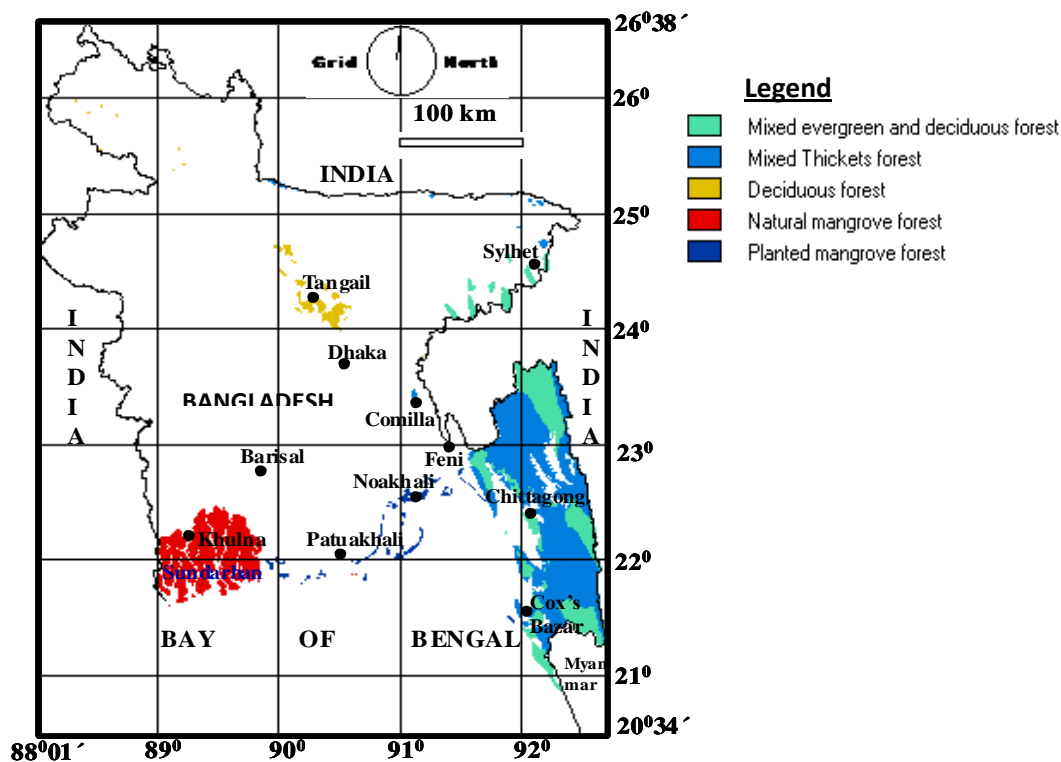 26⁰38´
Grid North
26⁰
100 km
INDIA
25⁰
Sylhet
Tangail
INDIA
INDIA
24⁰
Dhaka
BANGLADESH
Comilla
23⁰
Feni
Barisal
Noakhali
Chittagong
Khulna
Patuakhali
22⁰
Sundarban
Cox's
Bazar
BAY OF BENGAL
Myan
mar
21⁰
20⁰34´
88⁰01´ 89⁰ 90⁰ 91⁰ 92⁰
Legend
Mixed evergreen and deciduous forest
Mixed Thickets forest
Deciduous forest
Natural mangrove forest
Planted mangrove forest